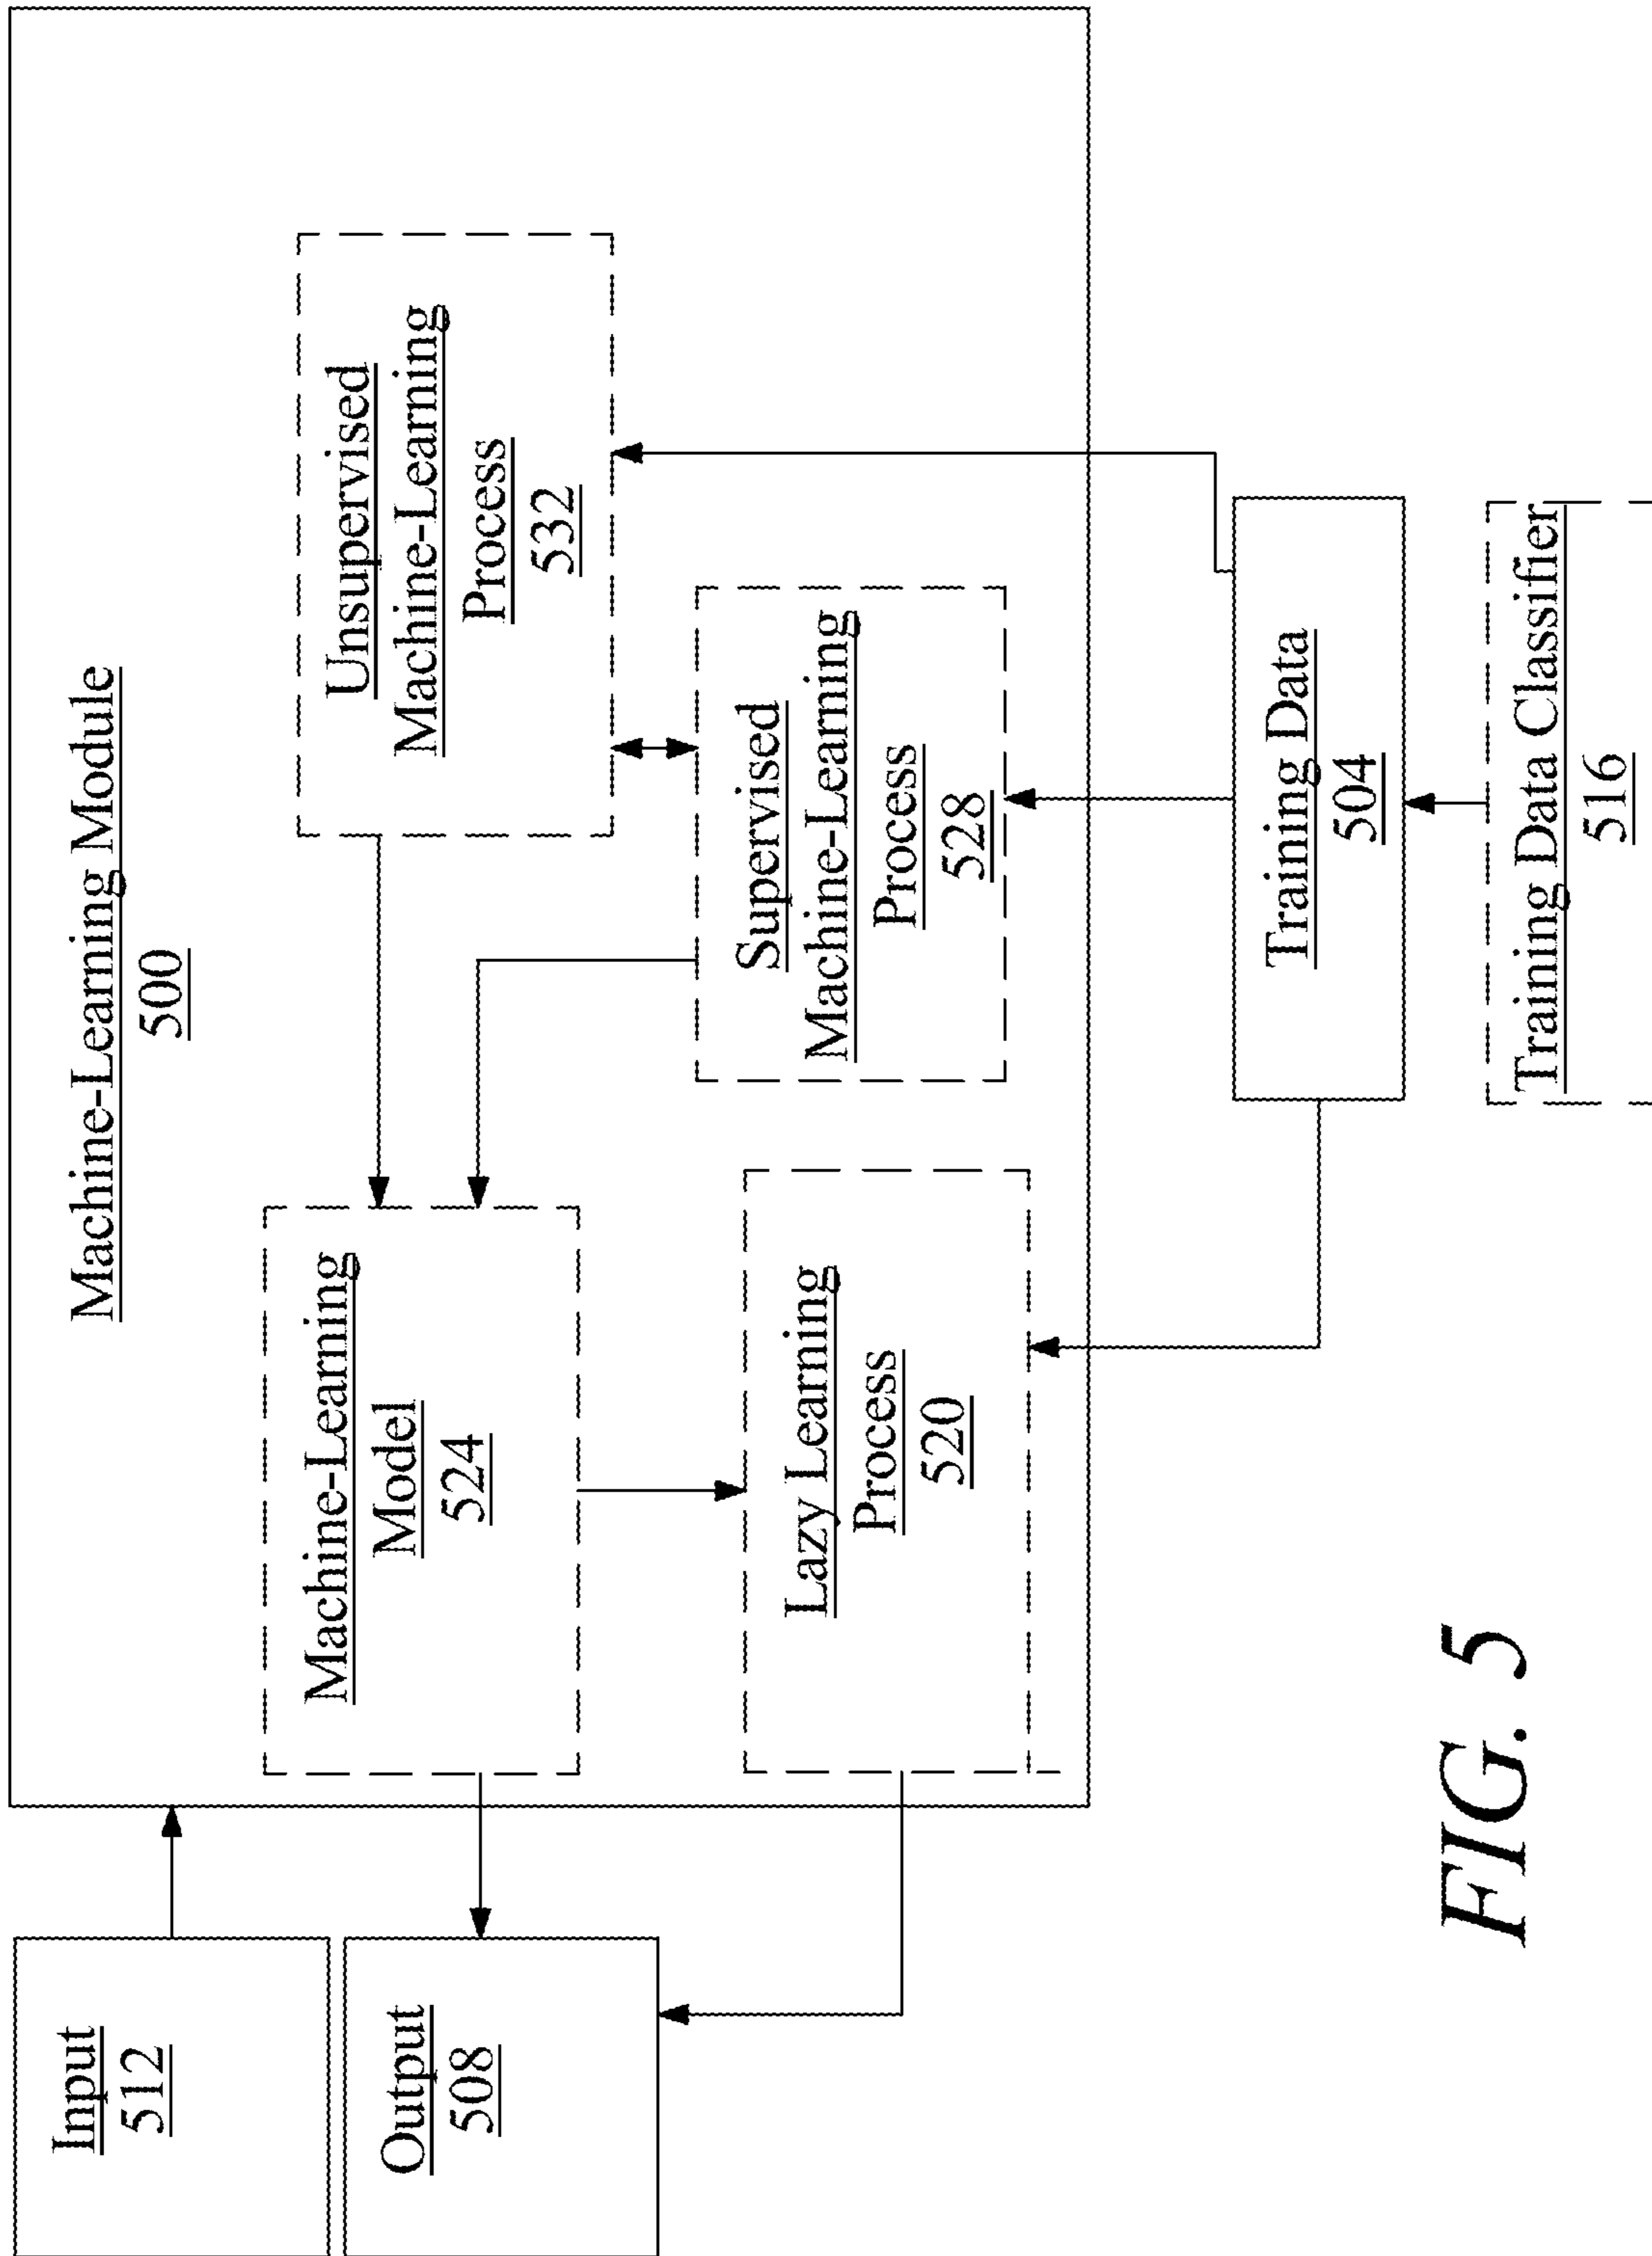 Machine-Learning Module
500
Input
512
Output
508
Machine-Learning
Model
524
Unsupervised
Machine-Learning
Process
532
Lazy Learning
Process
520
Supervised
Machine-Learning
Process
528
Training Data
504
Training Data Classifier
516
FIG. 5